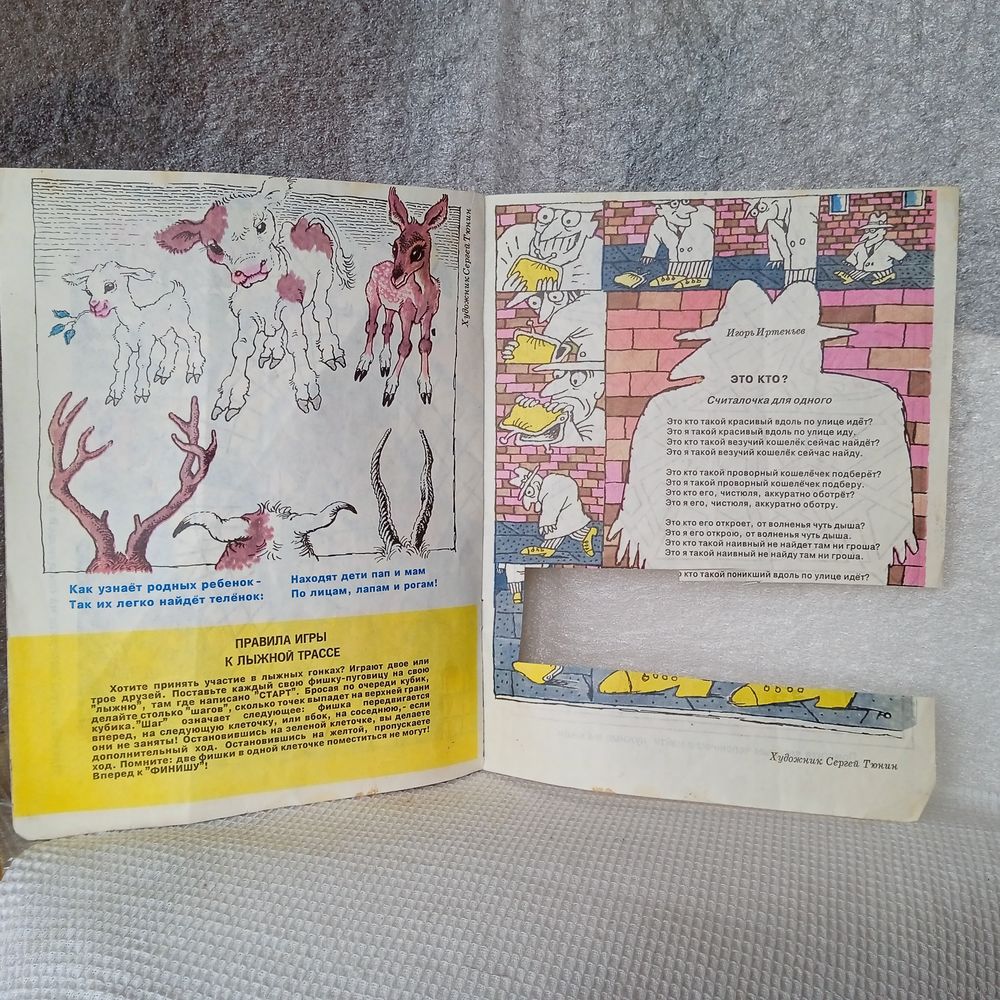 Художник Сергей Тюнин
Как узнаёт родных ребенок -
Так их легко найдёт телёнок:
Находят дети пап и мам
По лицам, лапам и рогам!
ПРАВИЛА ИГРЫ
К ЛЫЖНОЙ ТРАССЕ
Хотите принять участие в лыжных гонках? Играют двое или
трое друзей. Поставьте каждый свою фишку-пуговицу на свою
"лыжню", там где написано "СТАРТ". Бросая по очереди кубик,
делайте столько "шагов", сколько точек выпадет на верхней грани
кубика."Шаг" означает следующее: фишка передвигается
вперед, на следующую клеточку, или вбок, на соседнюю,- если
они не заняты! Остановившись на зеленой клеточке, вы делаете
дополнительный ход. Остановившись на желтой, пропускаете
ход. Помните: две фишки в одной клеточке поместиться не могут!
Вперед к "ФИНИШУ"!
Игорь Иртеньев
ЭТО КТО?
Считалочка для одного
Это кто такой красивый вдоль по улице идёт?
Это я такой красивый вдоль по улице иду.
Это кто такой везучий кошелёк сейчас найдёт?
Это я такой везучий кошелёк сейчас найду.
Это кто такой проворный кошелёчек подберёт?
Это я такой проворный кошелёчек подберу.
Это кто его, чистюля, аккуратно оботрёт?
Это я его, чистюля, аккуратно оботру.
Это кто его откроет, от волненья чуть дыша?
Это я его открою, от волненья чуть дыша.
Это кто такой наивный не найдет там ни гроша?
Это я такой наивный не найду там ни гроша.
кто такой поникший вдоль по улице идёт?
Художник Сергей Тюнин